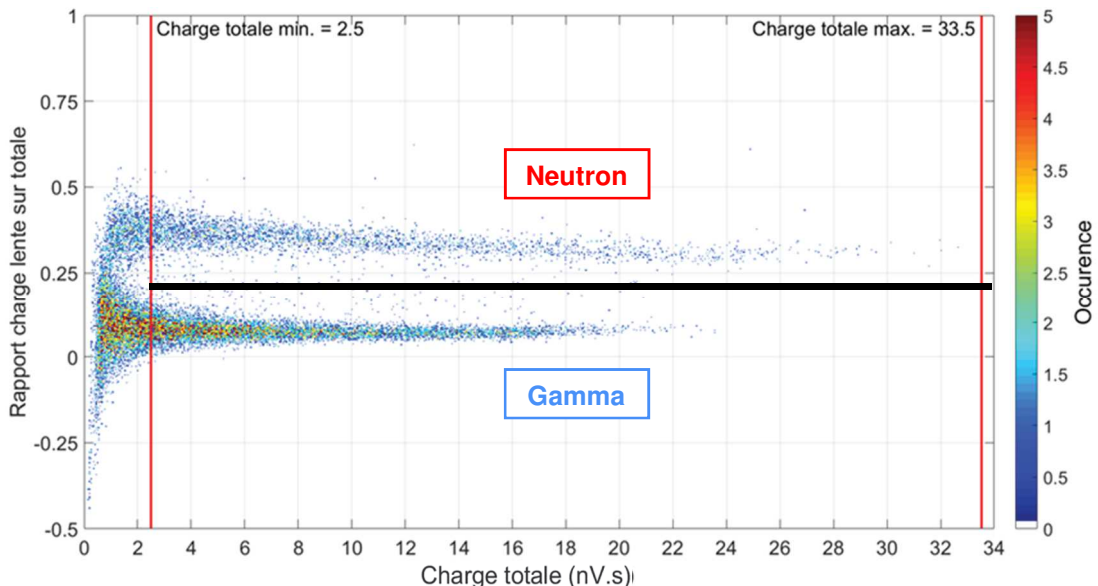 Charge totale min. = 2.5
Charge totale max. = 33.5
Neutron
Gamma
Rapport charge lente sur totale
1
0.75
0.5
0.25
0
-0.25
-0.5
0 2 4 6 8 10 12 14 16 18 20 22 24 26 28 30 32 34
Charge totale (nV.s)
5
4.5
4
3.5
3
2.5
2
1.5
1
0.5
0
Occurence